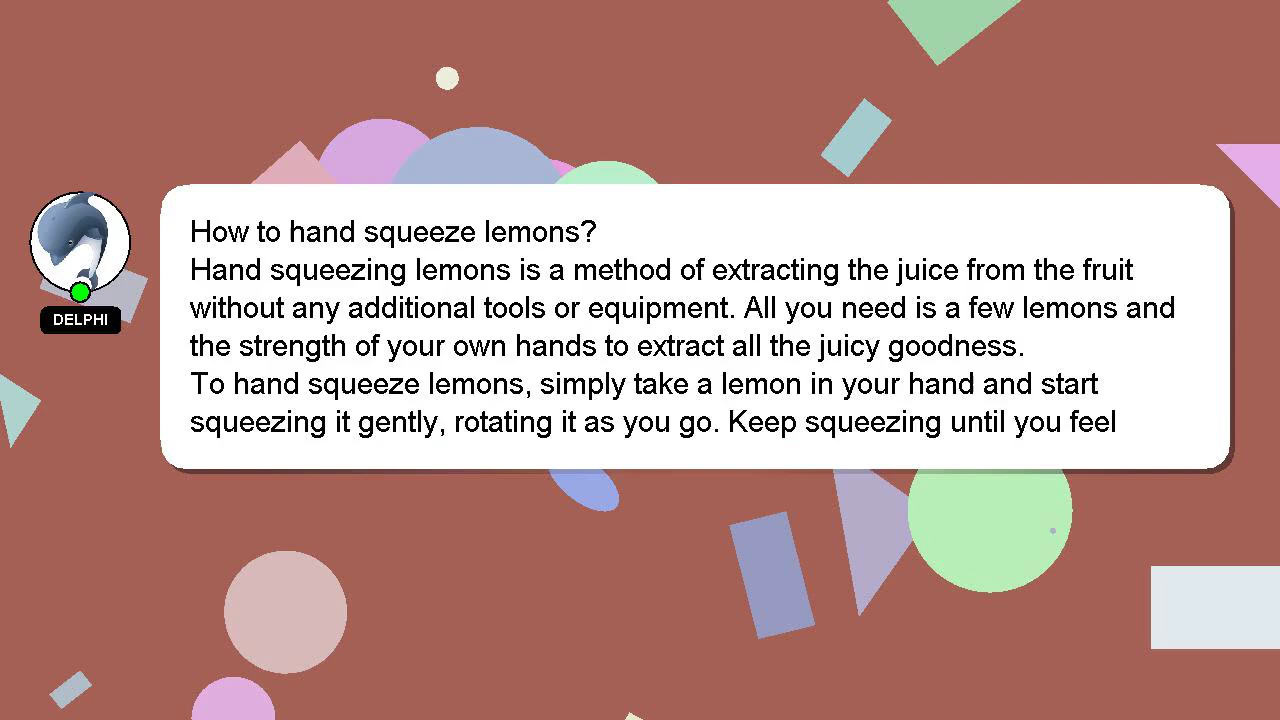 DELPHI
How to hand squeeze lemons?
Hand squeezing lemons is a method of extracting the juice from the fruit
without any additional tools or equipment. All you need is a few lemons and
the strength of your own hands to extract all the juicy goodness.
To hand squeeze lemons, simply take a lemon in your hand and start
squeezing it gently, rotating it as you go. Keep squeezing until you feel